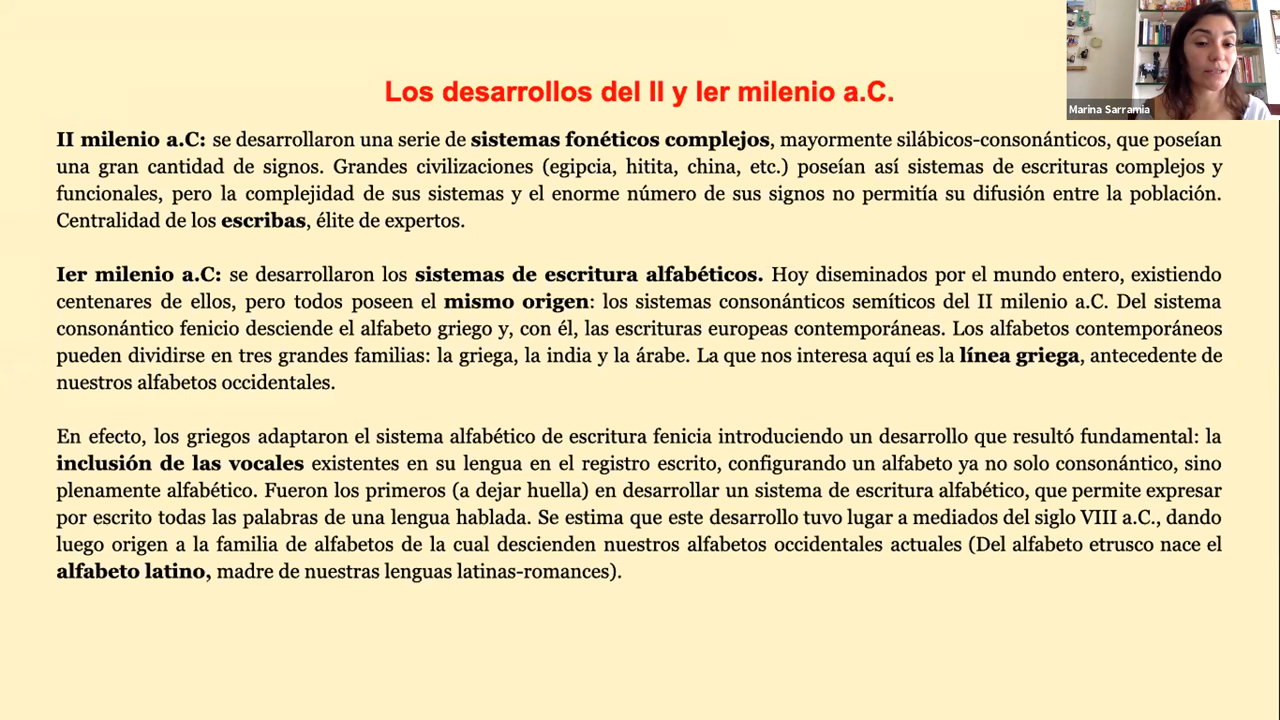 Marina Sarramia
Los desarrollos del II y Ier milenio a.C.
II milenio a.C: se desarrollaron una serie de sistemas fonéticos complejos, mayormente silábicos-consonánticos, que poseían
una gran cantidad de signos. Grandes civilizaciones (egipcia, hitita, china, etc.) poseían así sistemas de escrituras complejos y
funcionales, pero la complejidad de sus sistemas y el enorme número de sus signos no permitía su difusión entre la población.
Centralidad de los escribas, élite de expertos.
Ier milenio a.C: se desarrollaron los sistemas de escritura alfabéticos. Hoy diseminados por el mundo entero, existiendo
centenares de ellos, pero todos poseen el mismo origen: los sistemas consonánticos semíticos del II milenio a.C. Del sistema
consonántico fenicio desciende el alfabeto griego y, con él, las escrituras europeas contemporáneas. Los alfabetos contemporáneos
pueden dividirse en tres grandes familias: la griega, la india y la árabe. La que nos interesa aquí es la línea griega, antecedente de
nuestros alfabetos occidentales.
En efecto, los griegos adaptaron el sistema alfabético de escritura fenicia introduciendo un desarrollo que resultó fundamental: la
inclusión de las vocales existentes en su lengua en el registro escrito, configurando un alfabeto ya no solo consonántico, sino
plenamente alfabético. Fueron los primeros (a dejar huella) en desarrollar un sistema de escritura alfabético, que permite expresar
por escrito todas las palabras de una lengua hablada. Se estima que este desarrollo tuvo lugar a mediados del siglo VIII a.C., dando
luego origen a la familia de alfabetos de la cual descienden nuestros alfabetos occidentales actuales (Del alfabeto etrusco nace el
alfabeto latino, madre de nuestras lenguas latinas-romances).